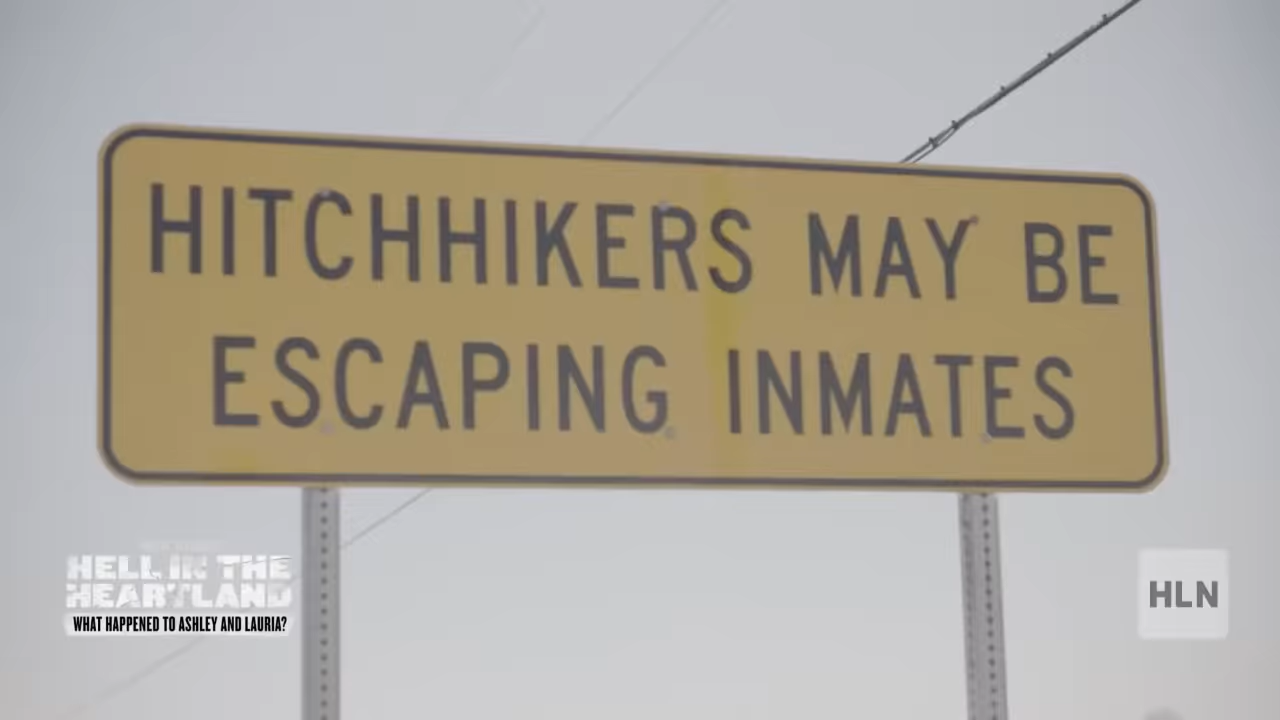 HITCHHIKERS MAY BE
ESCAPING INMATES
HELL IN THE
HEARTLAND
WHAT HAPPENED TO ASHLEY AND LAURIA?
HLN